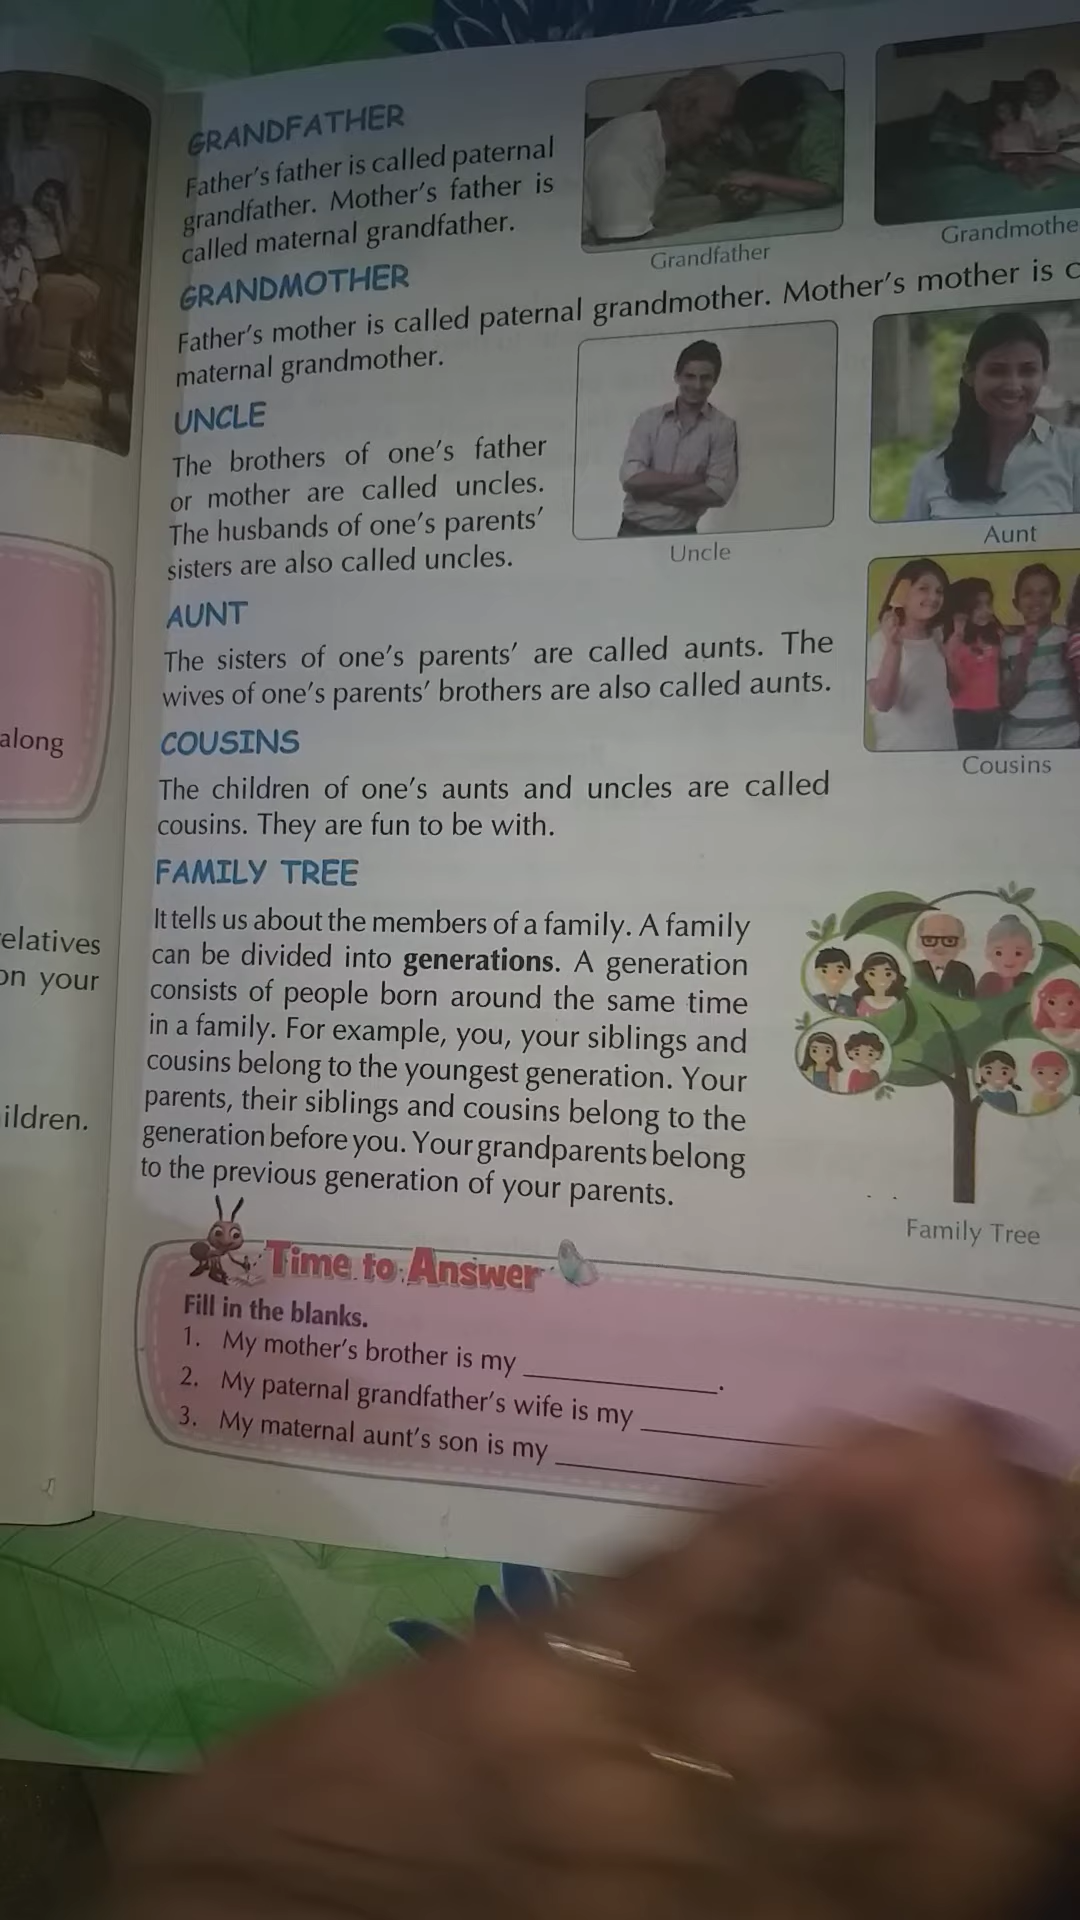 GRANDFATHER
Father's father is called paternal
grandfather. Mother's father is
called maternal grandfather.
Grandfather
Grandmothe
GRANDMOTHER
Father's mother is called paternal grandmother. Mother's mother is c
maternal grandmother.
UNCLE
The brothers of one's father
or mother are called uncles.
The husbands of one's parents'
sisters are also called uncles.
Uncle
Aunt
AUNT
The sisters of one's parents' are called aunts. The
wives of one's parents' brothers are also called aunts.
COUSINS
The children of one's aunts and uncles are called
cousins. They are fun to be with.
Cousins
FAMILY TREE
It tells us about the members of a family. A family
can be divided into generations. A generation
consists of people born around the same time
in a family. For example, you, your siblings and
cousins belong to the youngest generation. Your
parents, their siblings and cousins belong to the
generation before you. Your grandparents belong
to the previous generation of your parents.
Family Tree
Time to Answer
Fill in the blanks.
1. My mother's brother is my ____________.
2. My paternal grandfather's wife is my ____________
3. My maternal aunt's son is my ____________
along
elatives
on your
ildren.